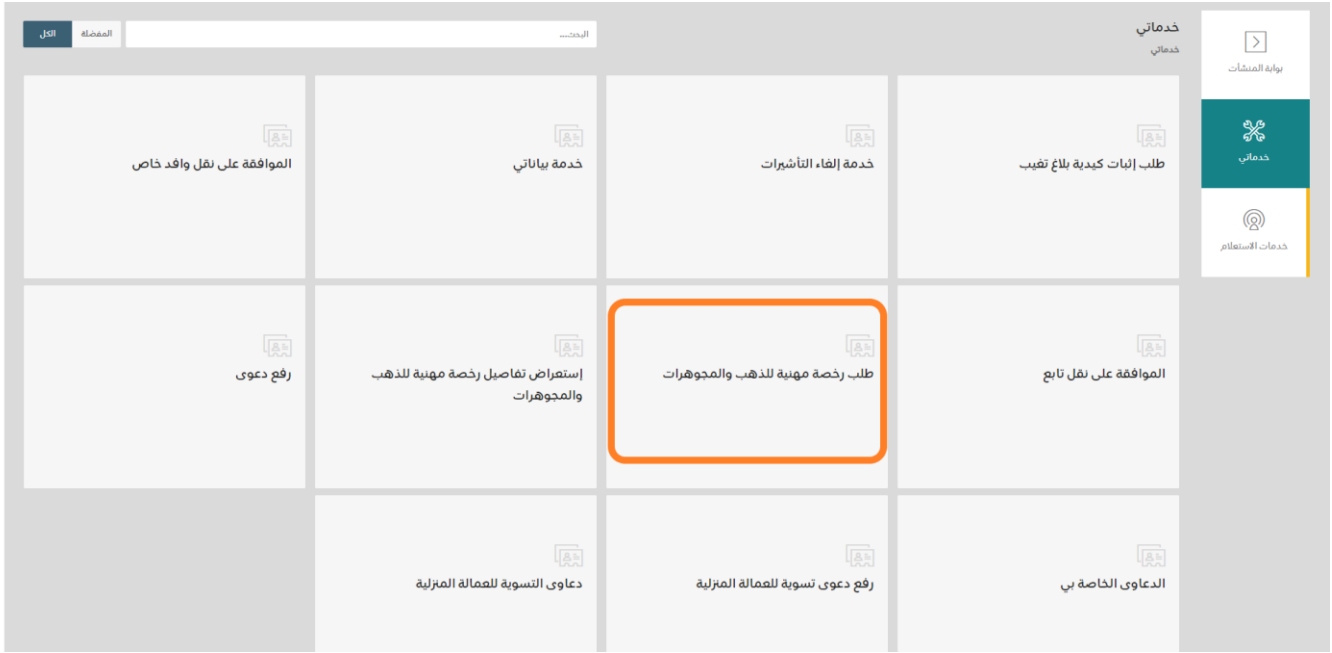 بوابة المنشآت
خدماتي
خدمات الاستعلام
خدماتي
خدماتي
البحث....
المفضلة
الكل
طلب إثبات كيدية بلاغ تغيب
خدمة إلغاء التأشيرات
خدمة بياناتي
الموافقة على نقل وافد خاص
الموافقة على نقل تابع
طلب رخصة مهنية للذهب والمجوهرات
إستعراض تفاصيل رخصة مهنية للذهب
والمجوهرات
رفع دعوى
الدعاوى الخاصة بي
رفع دعوى تسوية للعمالة المنزلية
دعاوى التسوية للعمالة المنزلية